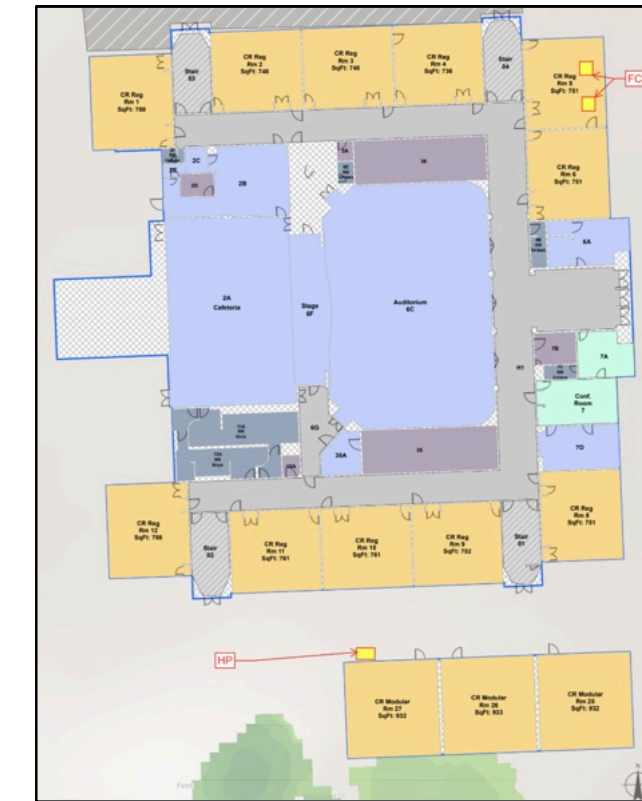 CR Reg
Rm 1
SqFt: 788
Stair
03
CR Reg
Rm 2
SqFt: 748
CR Reg
Rm 3
SqFt: 748
CR Reg
Rm 4
SqFt: 738
Stair
04
CR Reg
Rm 5
SqFt: 751
FC
CR Reg
Rm 6
SqFt: 751
2C
2B
2D
34
6A
2A
Cafeteria
Stage
6F
Auditorium
6C
H1
7B
7A
Conf.
Room
7
7D
6G
35A
35
CR Reg
Rm 12
SqFt: 788
Stair
02
CR Reg
Rm 11
SqFt: 761
CR Reg
Rm 10
SqFt: 761
CR Reg
Rm 9
SqFt: 752
Stair
01
CR Reg
Rm 8
SqFt: 751
HP
CR Modular
Rm 27
SqFt: 932
CR Modular
Rm 26
SqFt: 933
CR Modular
Rm 25
SqFt: 932
Feet
N